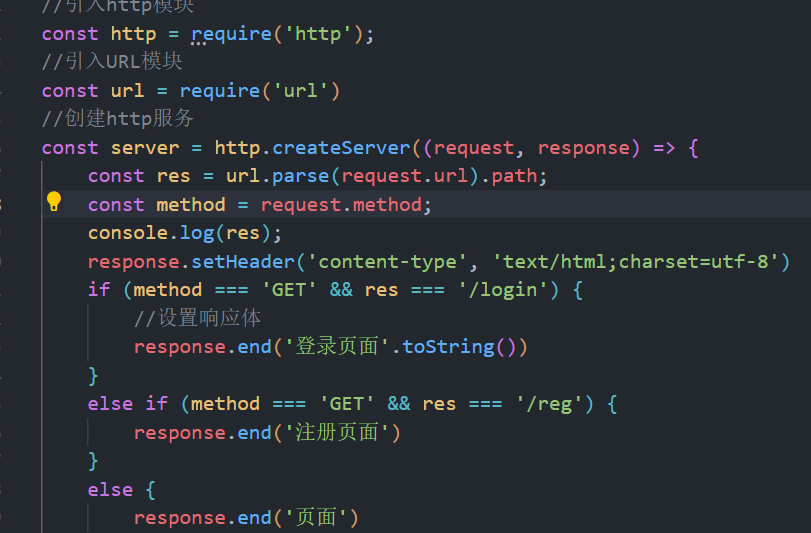 //引入http模块
const http = require('http');
//引入URL模块
const url = require('url')
//创建http服务
const server = http.createServer((request, response) => {
    const res = url.parse(request.url).path;
    const method = request.method;
    console.log(res);
    response.setHeader('content-type', 'text/html;charset=utf-8')
    if (method === 'GET' && res === '/login') {
        //设置响应体
        response.end('登录页面'.toString())
    }
    else if (method === 'GET' && res === '/reg') {
        response.end('注册页面')
    }
    else {
        response.end('页面')